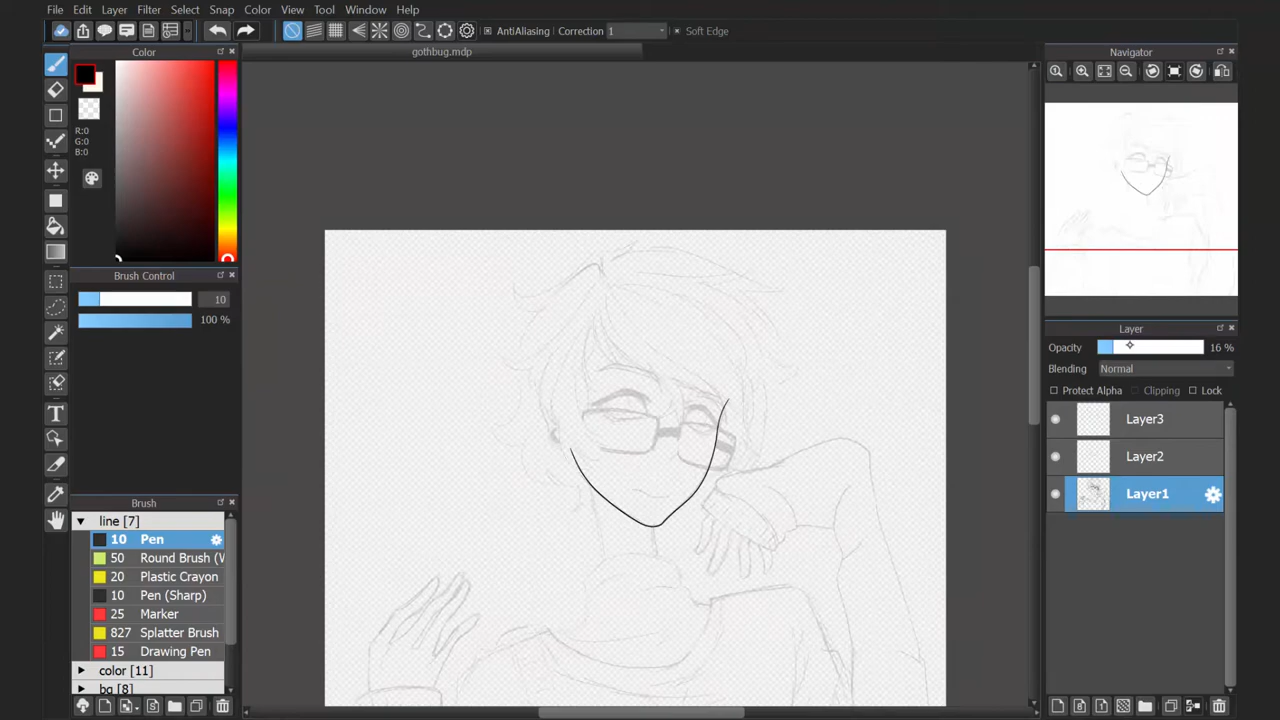 File Edit Layer Filter Select Snap Color View Tool Window Help
AntiAliasing Correction 1 Soft Edge
gothbug.mdp
Color
R:0
G:0
B:0
Brush Control
10
100 %
Brush
line [7]
10 Pen
50 Round Brush (W
20 Plastic Crayon
10 Pen (Sharp)
25 Marker
827 Splatter Brush
15 Drawing Pen
color [11]
bg [8]
Navigator
Layer
Opacity 16 %
Blending Normal
Protect Alpha Clipping Lock
Layer3
Layer2
Layer1